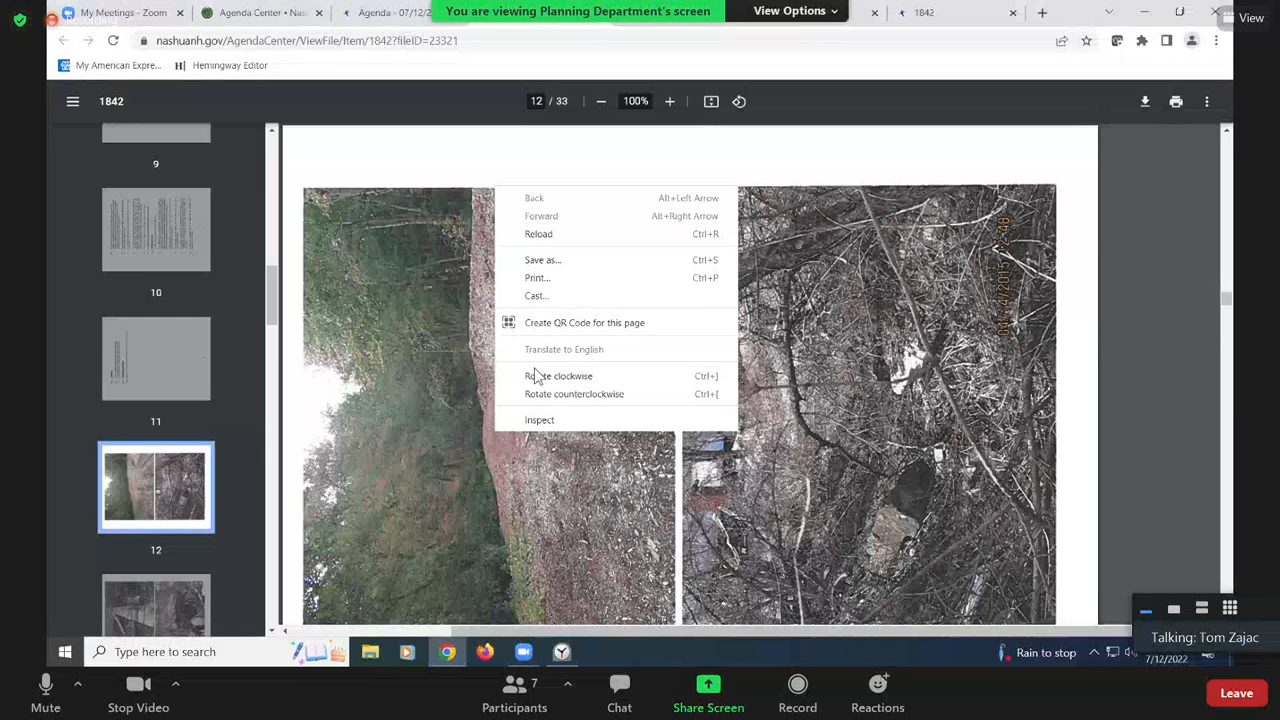 My Meetings - Zoom
Agenda Center • Nashua
Agenda - 07/12/2
You are viewing Planning Department's screen
View Options
1842
View
nashuanh.gov/AgendaCenter/ViewFile/Item/1842?fileID=23321
My American Expre...
H| Hemingway Editor
1842
12 / 33
100%
9
10
11
12
Back Alt+Left Arrow
Forward Alt+Right Arrow
Reload Ctrl+R
Save as... Ctrl+S
Print... Ctrl+P
Cast...
Create QR Code for this page
Translate to English
Rotate clockwise Ctrl+]
Rotate counterclockwise Ctrl+[
Inspect
Talking: Tom Zajac
Type here to search
Rain to stop
7/12/2022
Mute
Stop Video
7
Participants
Chat
Share Screen
Record
Reactions
Leave